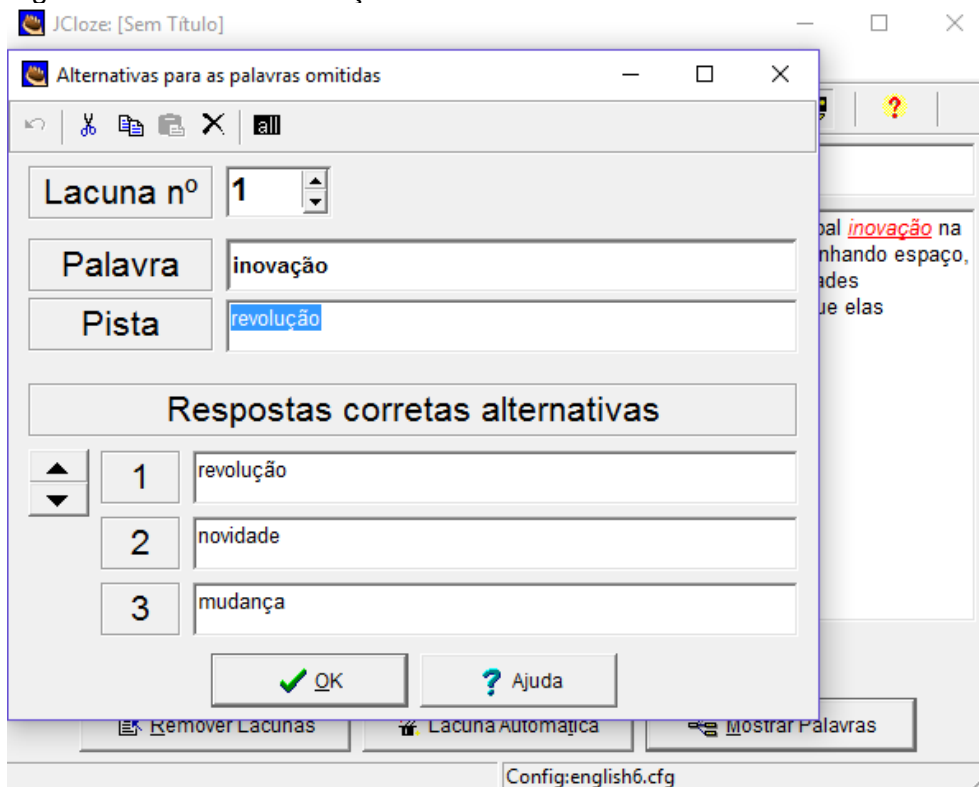 JCloze: [Sem Título]
Alternativas para as palavras omitidas
all
?
Lacuna nº 1
Palavra inovação
Pista revolução
inovação na
nhando espaço,
ades
ue elas
Respostas corretas alternativas
1 revolução
2 novidade
3 mudança
OK ? Ajuda
Remover Lacunas Lacuna Automatica Mostrar Palavras
Config:english6.cfg